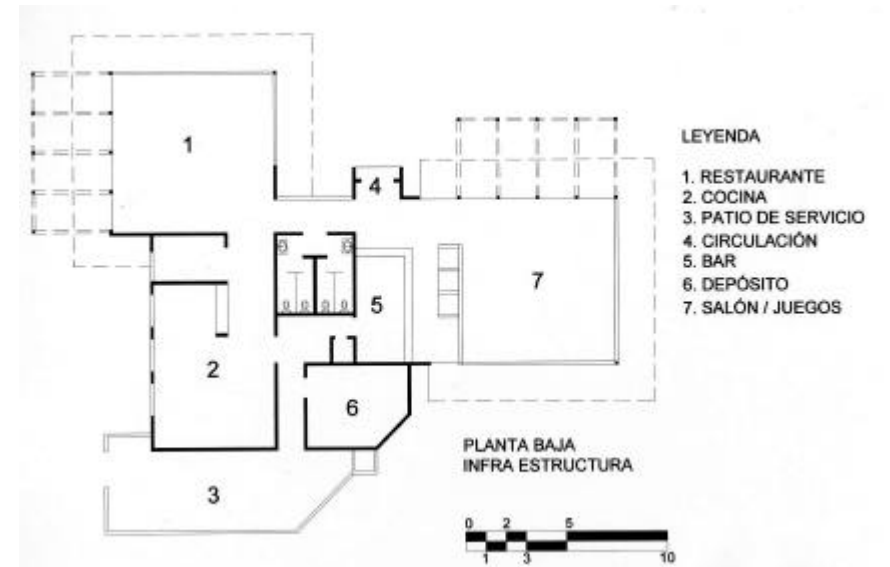 1
4
5
7
2
6
3
LEYENDA
1. RESTAURANTE
2. COCINA
3. PATIO DE SERVICIO
4. CIRCULACIÓN
5. BAR
6. DEPÓSITO
7. SALÓN / JUEGOS
PLANTA BAJA
INFRA ESTRUCTURA
0 2 5
1 3 10